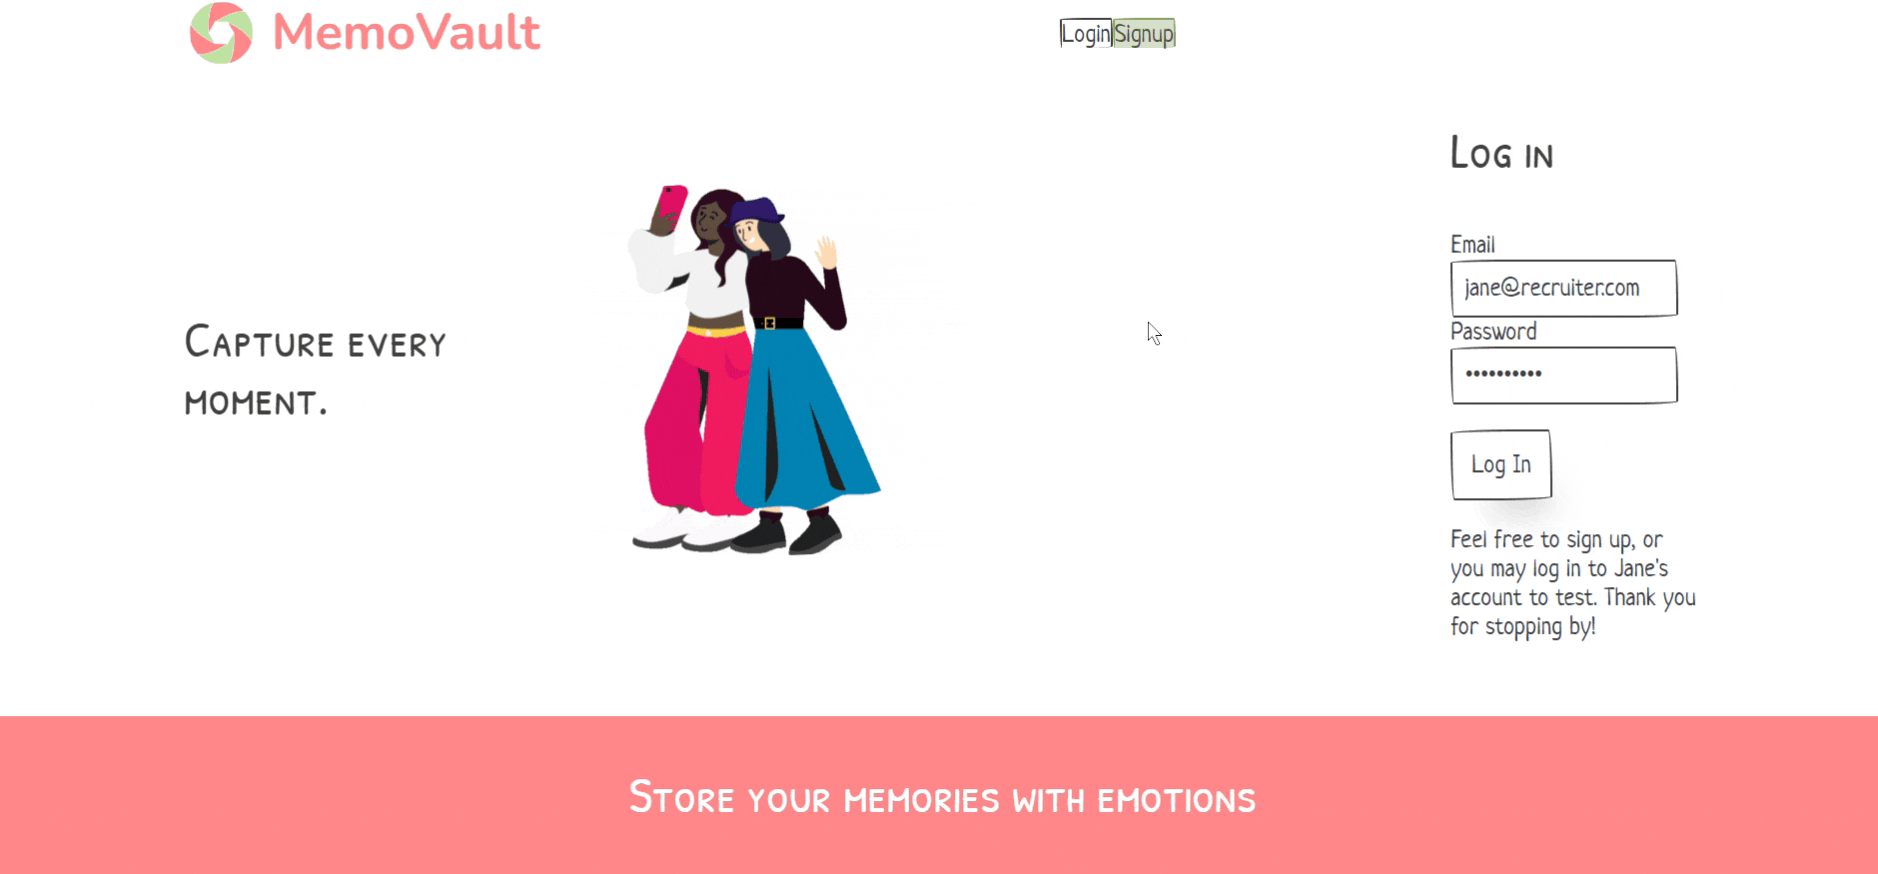 MemoVault
Login Signup
Capture every
moment.
Log in
Email
jane@recruiter.com
Password
••••••••••
Log In
Feel free to sign up, or
you may log in to Jane's
account to test. Thank you
for stopping by!
Store your memories with emotions